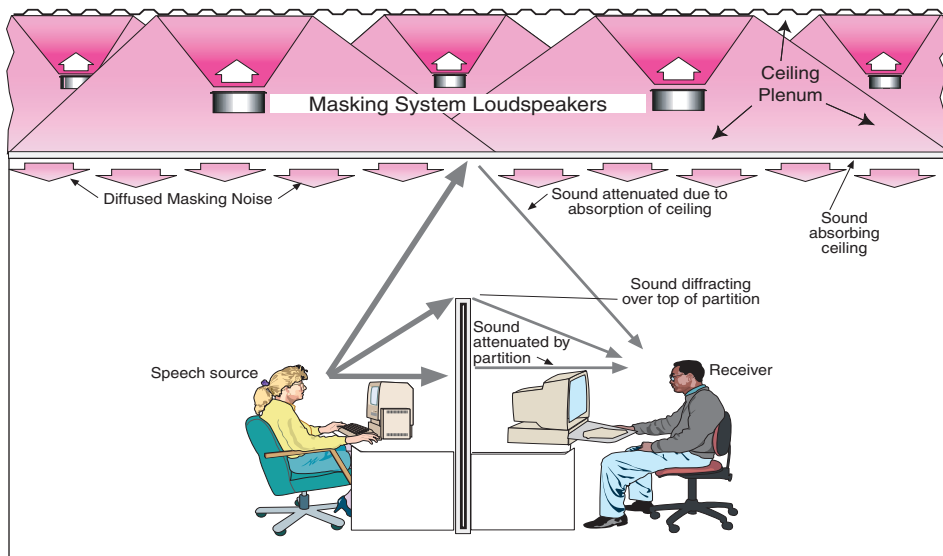 Ceiling
Plenum
Masking System Loudspeakers
Diffused Masking Noise
Sound attenuated due to
absorption of ceiling
Sound
absorbing
ceiling
Sound diffracting
over top of partition
Sound
attenuated by
partition
Speech source
Receiver